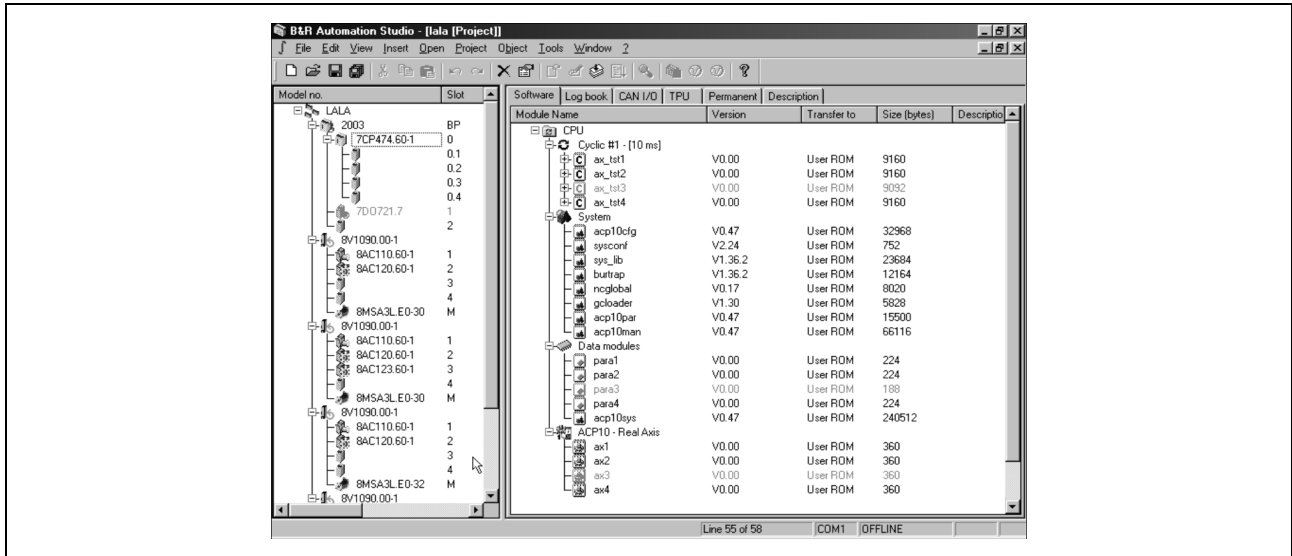 B&R Automation Studio - [lala [Project]]
File Edit View Insert Open Project Object Tools Window ?
Model no. Slot
LALA
2003 BP
7CP474.60-1 0
0.1
0.2
0.3
0.4
7DO721.7 1
2
8V1090.00-1
8AC110.60-1 1
8AC120.60-1 2
3
4
8MSA3L.E0-30 M
8V1090.00-1
8AC110.60-1 1
8AC120.60-1 2
8AC123.60-1 3
4
8MSA3L.E0-30 M
8V1090.00-1
8AC110.60-1 1
8AC120.60-1 2
3
4
8MSA3L.E0-32 M
8V1090.00-1
Software Log book CAN I/O TPU Permanent Description
Module Name Version Transfer to Size (bytes) Descriptio
CPU
Cyclic #1 - [10 ms]
ax_tst1 V0.00 User ROM 9160
ax_tst2 V0.00 User ROM 9160
ax_tst3 V0.00 User ROM 9092
ax_tst4 V0.00 User ROM 9160
System
acp10cfg V0.47 User ROM 32968
sysconf V2.24 User ROM 752
sys_lib V1.36.2 User ROM 23684
burtrap V1.36.2 User ROM 12164
ncglobal V0.17 User ROM 8020
gcloader V1.30 User ROM 5828
acp10par V0.47 User ROM 15500
acp10man V0.47 User ROM 66116
Data modules
para1 V0.00 User ROM 224
para2 V0.00 User ROM 224
para3 V0.00 User ROM 188
para4 V0.00 User ROM 224
acp10sys V0.47 User ROM 240512
ACP10 - Real Axis
ax1 V0.00 User ROM 360
ax2 V0.00 User ROM 360
ax3 V0.00 User ROM 360
ax4 V0.00 User ROM 360
Line 55 of 58 COM1 OFFLINE